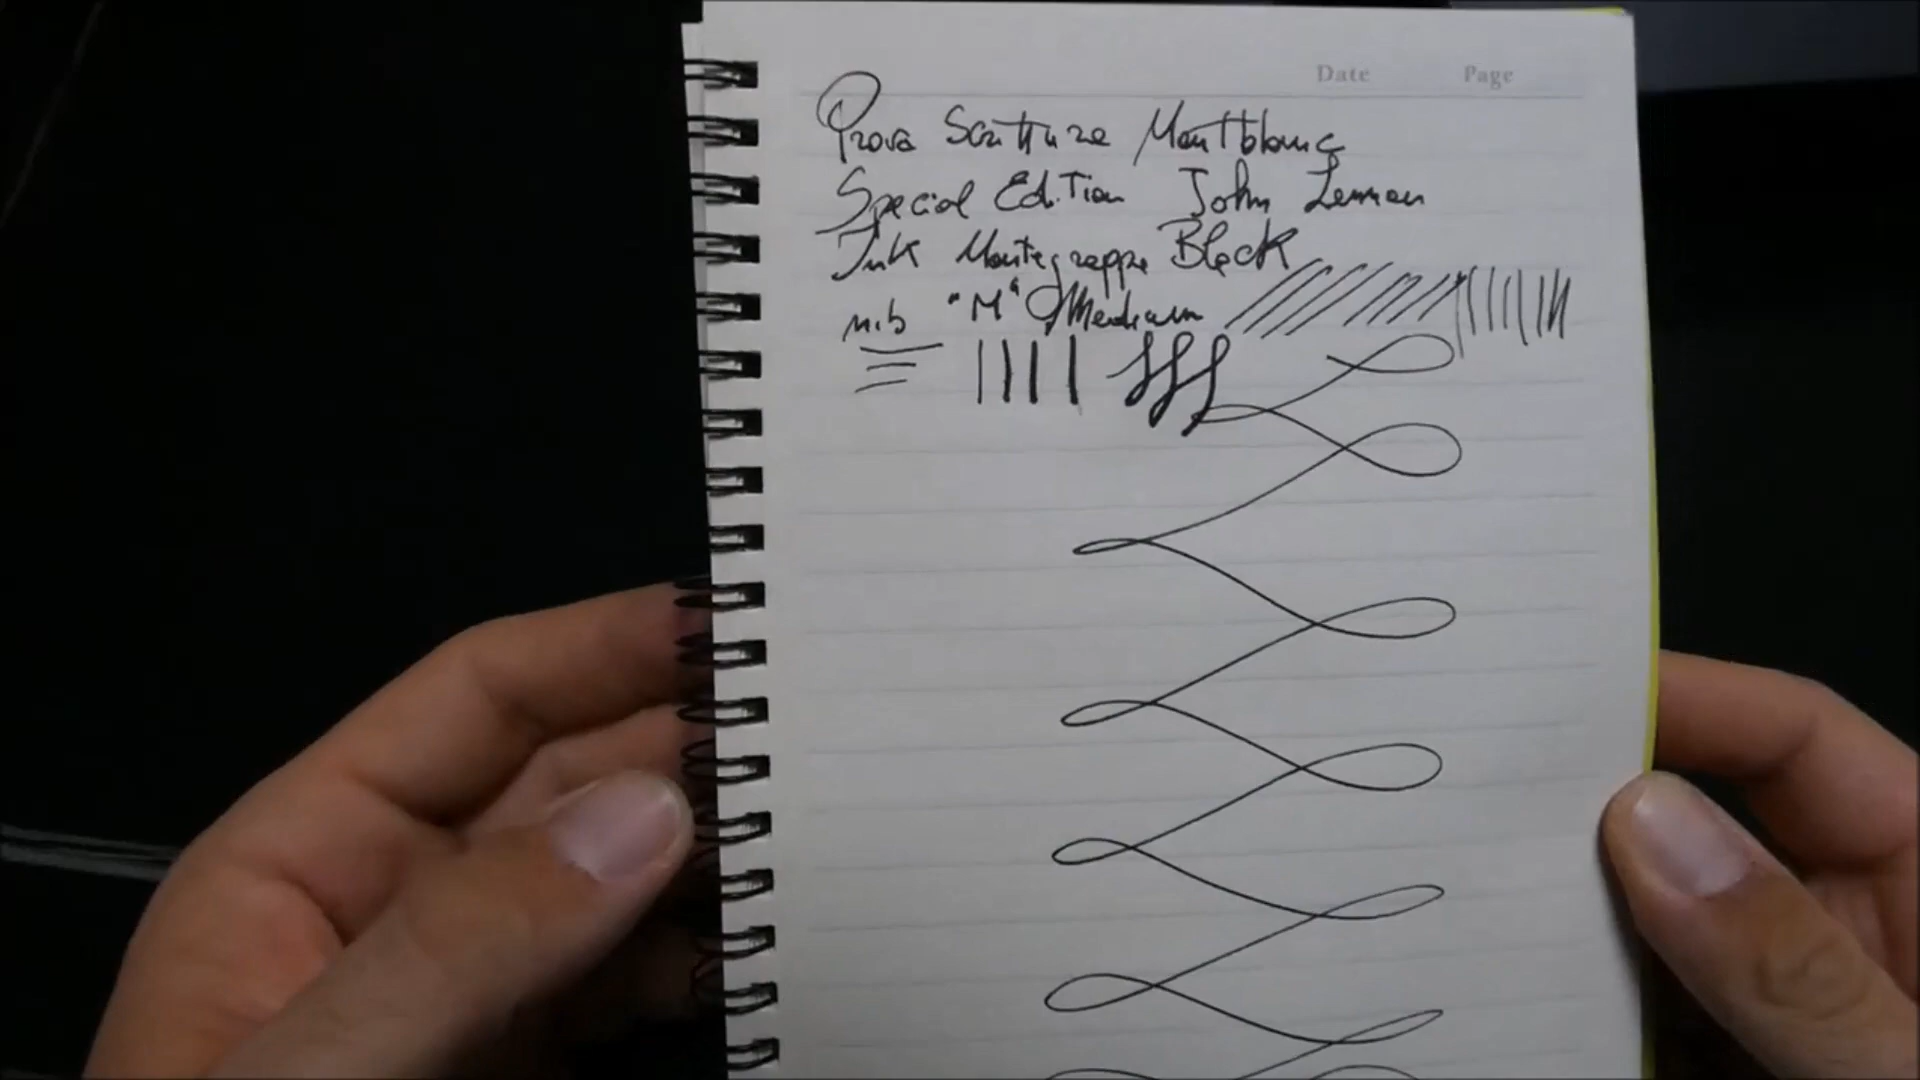 Date Page
Prova Scrittura Montblanc
Special Edition John Lennon
Ink Montegrappa Black
nib "M" Medium